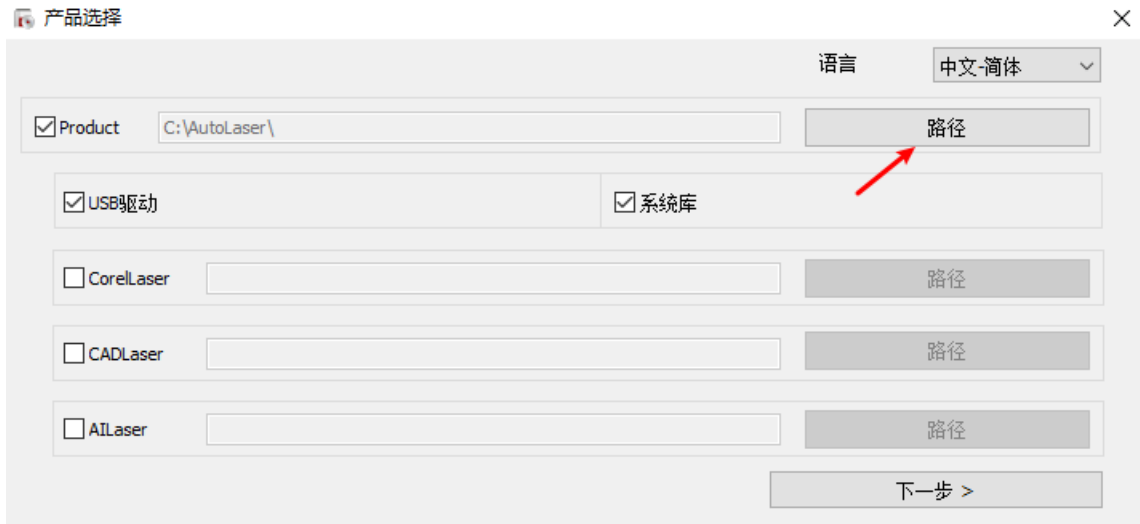 产品选择
语言 中文-简体
Product C:\AutoLaser\ 路径
USB驱动 系统库
CorelLaser 路径
CADLaser 路径
AILaser 路径
下一步 >